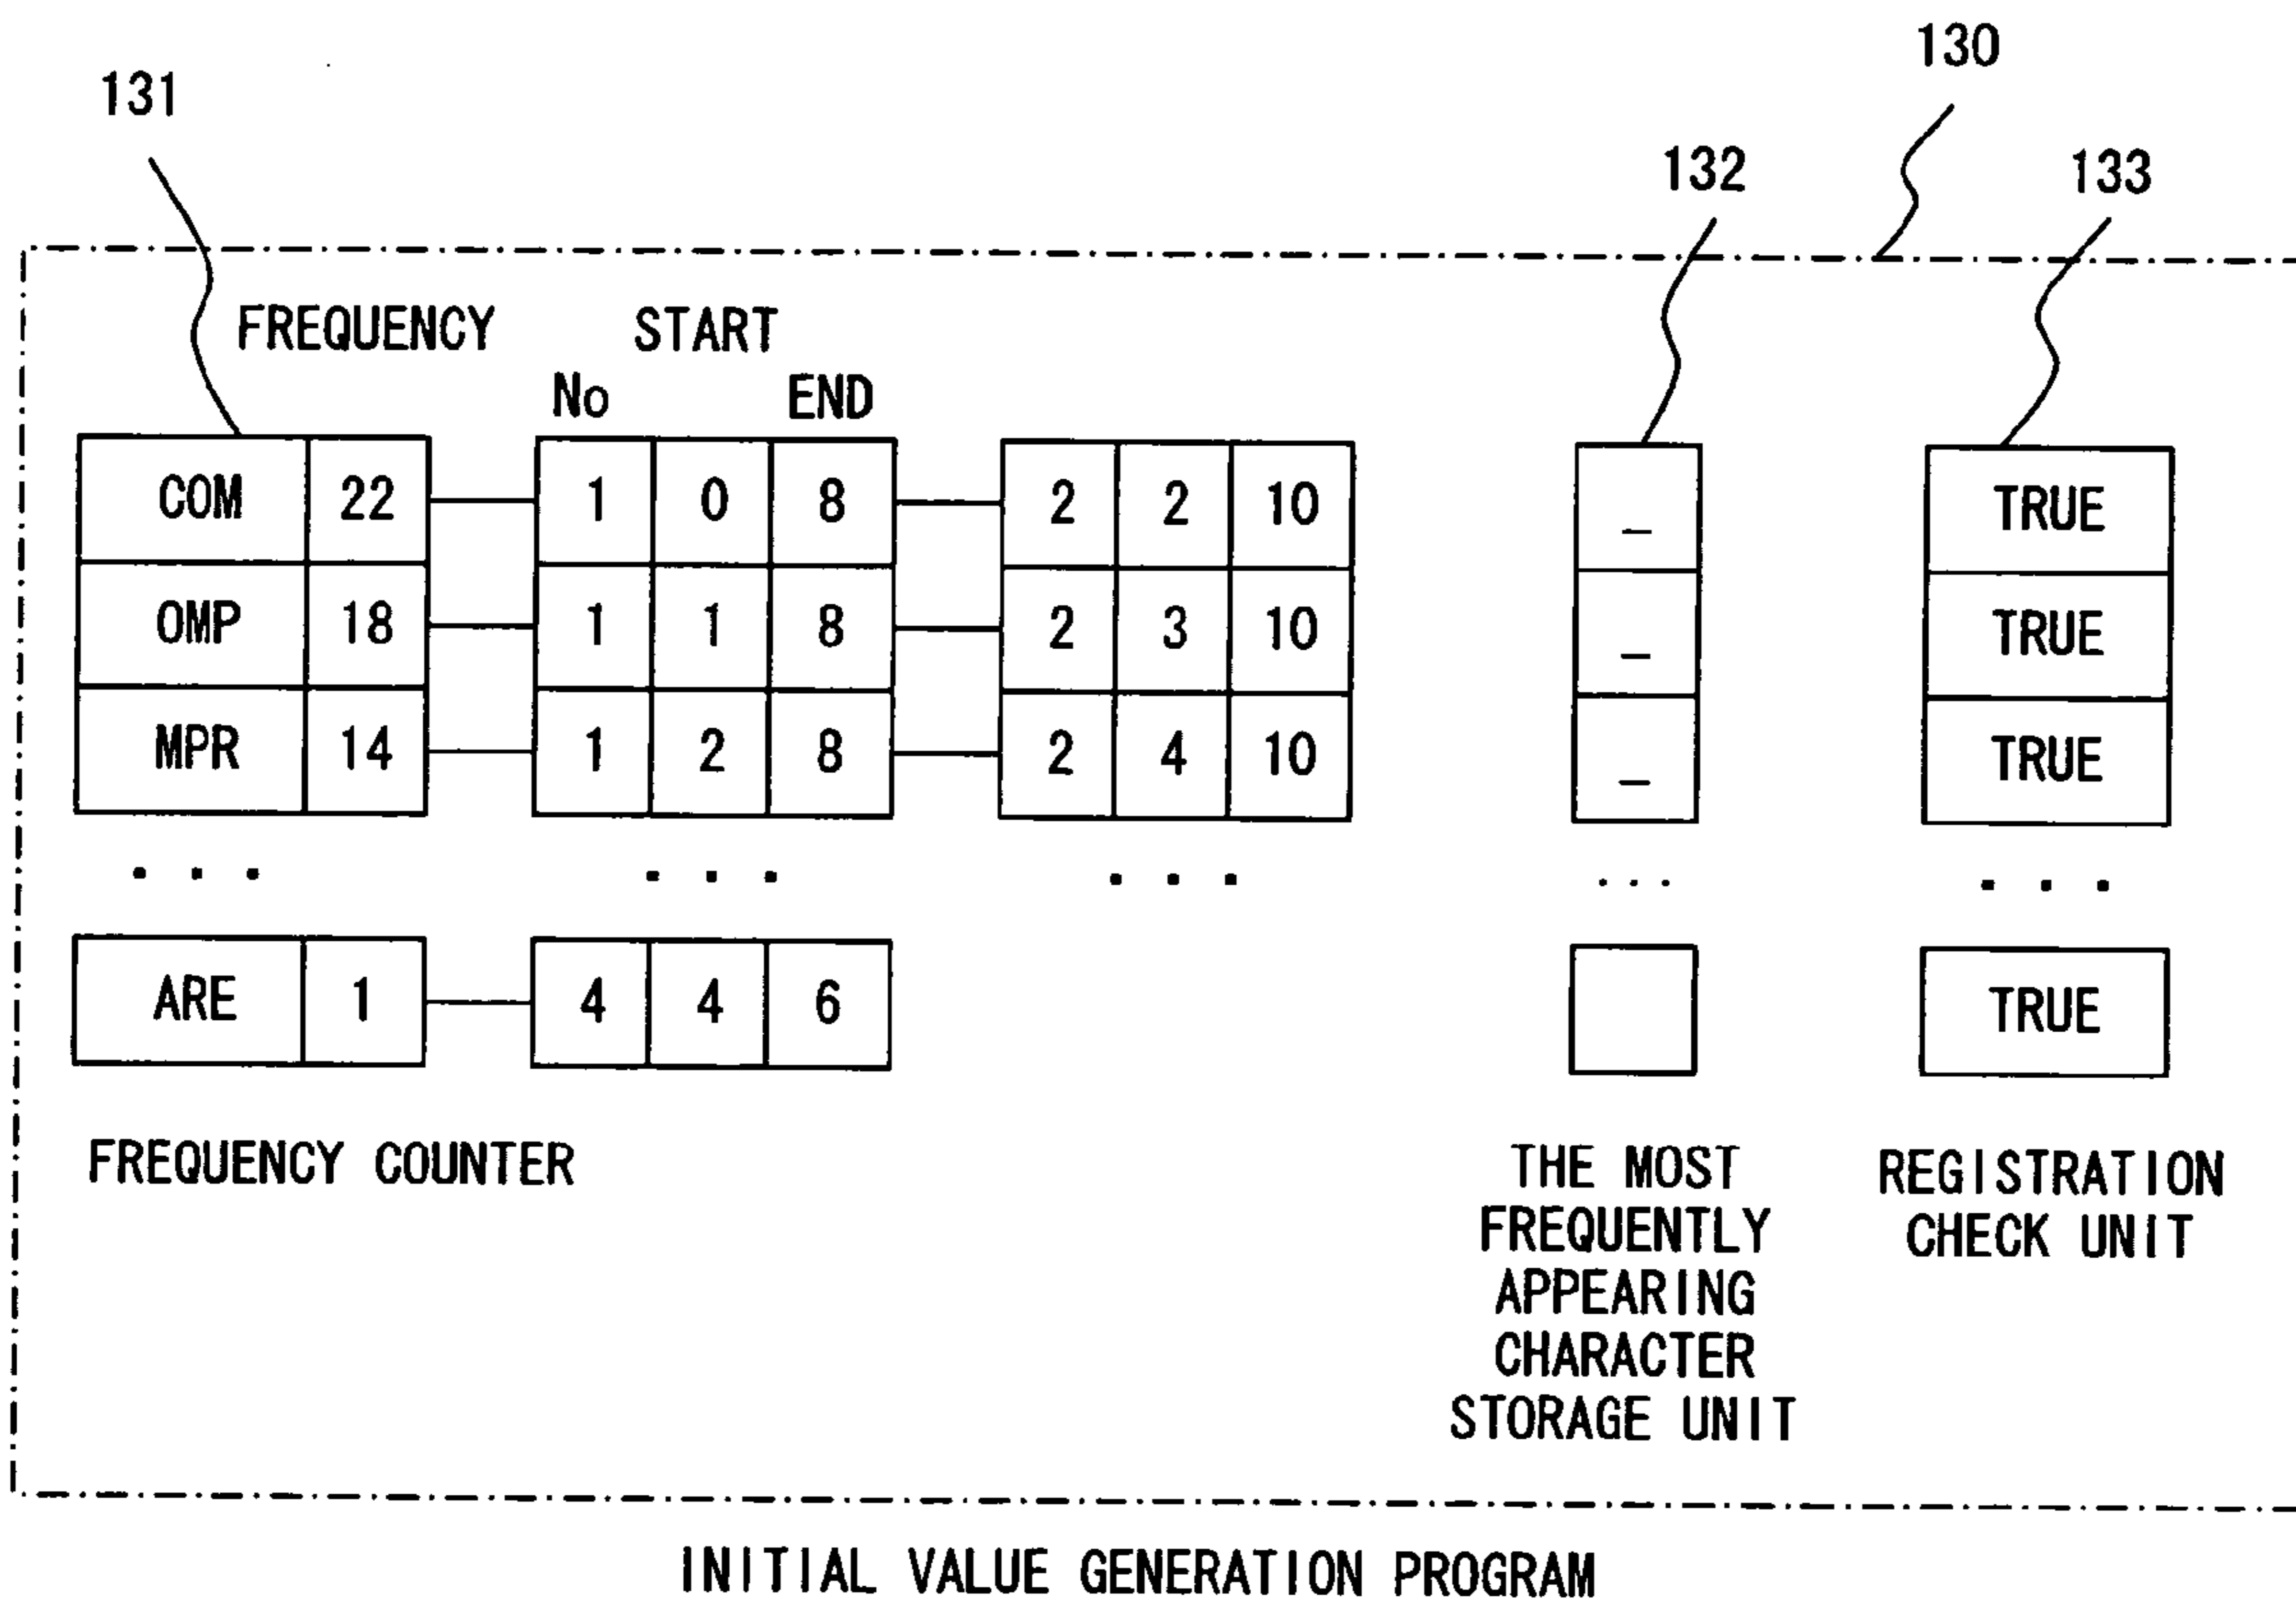 130
131
132
133
FREQUENCY START
No END
COM 22 1 0 8 2 2 10 _ TRUE
OMP 18 1 1 8 2 3 10 _ TRUE
MPR 14 1 2 8 2 4 10 _ TRUE
... ... ... ... ...
ARE 1 4 4 6 TRUE
FREQUENCY COUNTER
THE MOST
FREQUENTLY
APPEARING
CHARACTER
STORAGE UNIT
REGISTRATION
CHECK UNIT
INITIAL VALUE GENERATION PROGRAM